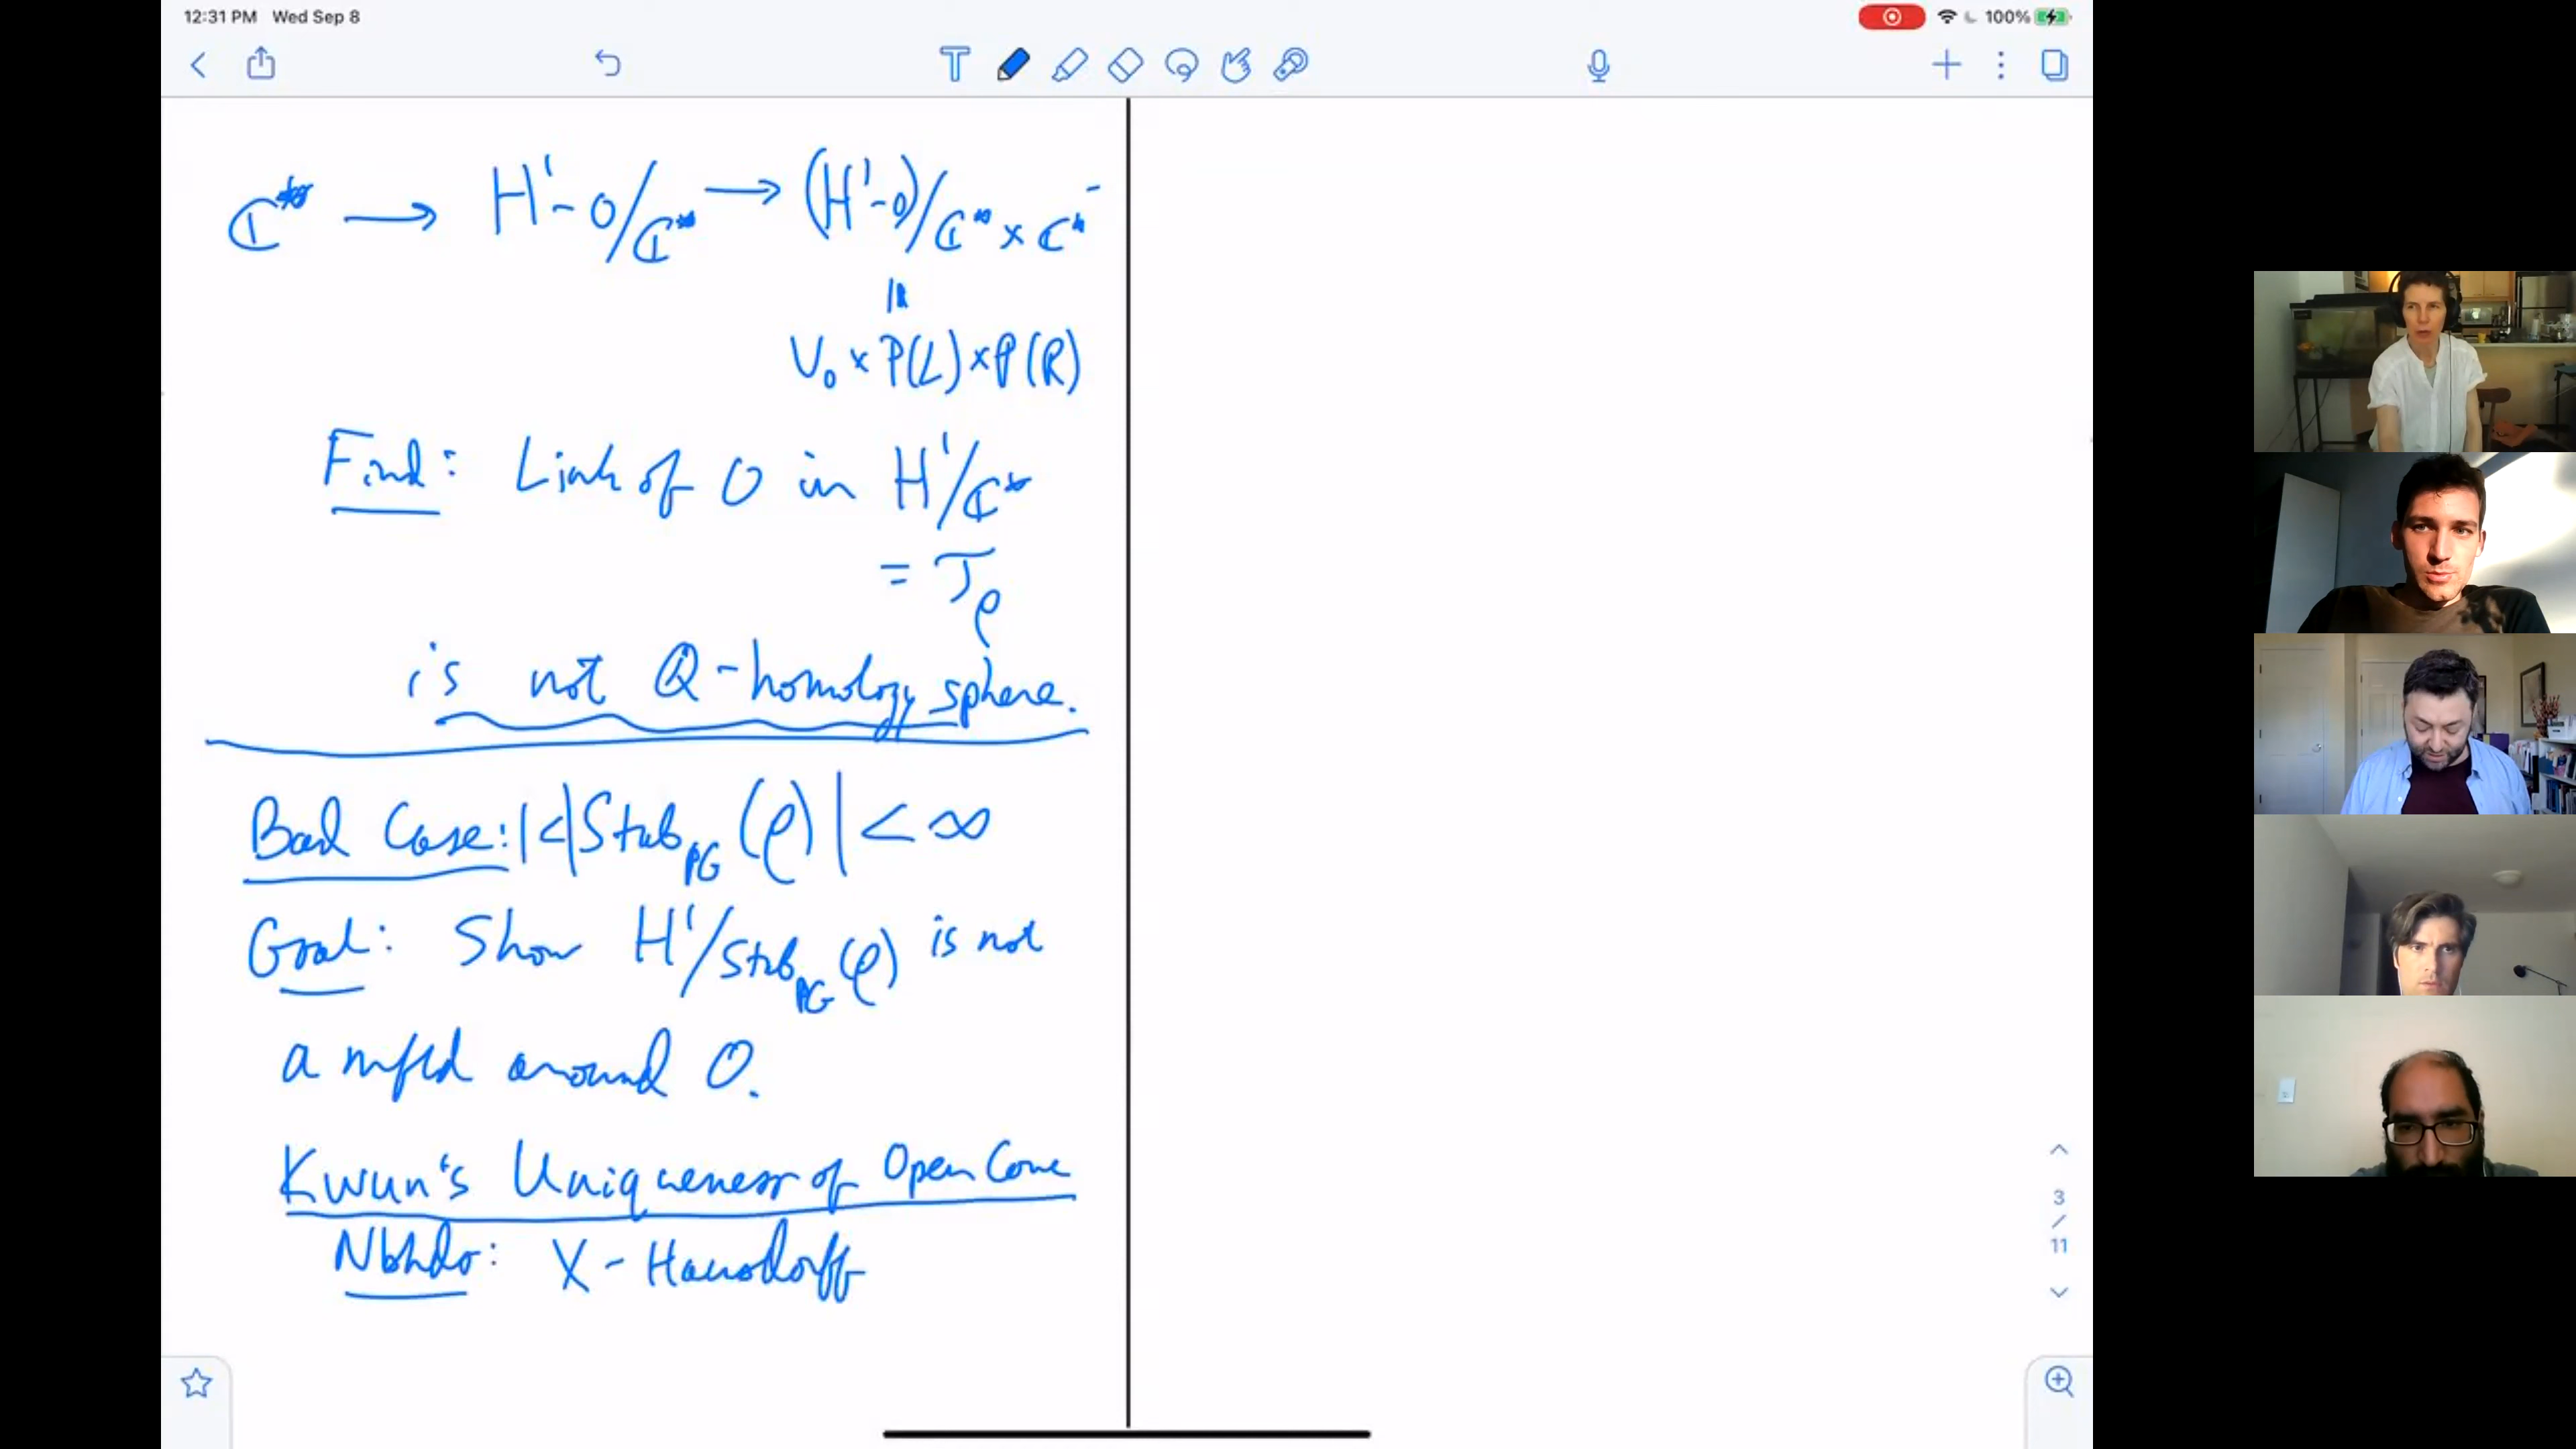 12:31 PM Wed Sep 8
100%
ℂ* → H¹-0/ℂ* → (H¹-0)/ℂ* × ℂ*
V₀ × P(L) × P(R)
Find: Link of 0 in H¹/ℂ*
= 𝒯ρ
is not Q-homology sphere.
Bad Case: 1<|Stab_PG(ρ)| < ∞
Goal: Show H¹/Stab_PG(ρ) is not
a mfld around 0.
Kwun's Uniqueness of Open Cone
Nbhds: X - Hausdorff
3
/
11